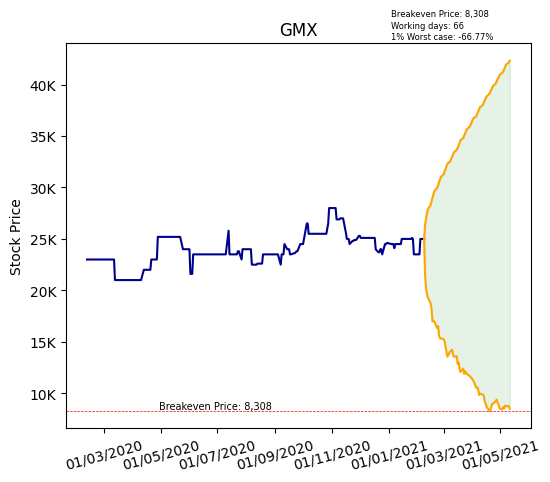 Breakeven Price: 8,308
Working days: 66
1% Worst case: -66.77%
GMX
Stock Price
40K
35K
30K
25K
20K
15K
10K
Breakeven Price: 8,308
01/03/2020
01/05/2020
01/07/2020
01/09/2020
01/11/2020
01/01/2021
01/03/2021
01/05/2021